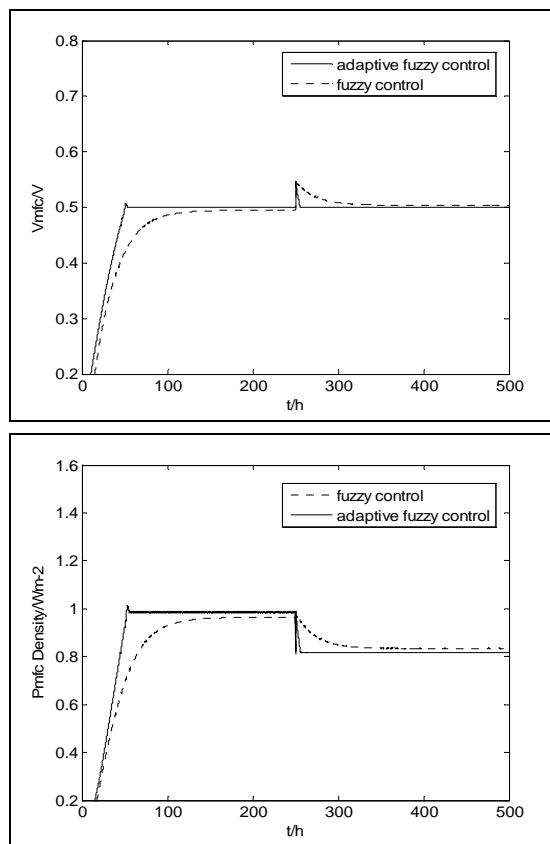 0.8
adaptive fuzzy control
fuzzy control
0.7
0.6
Vmfc/V
0.5
0.4
0.3
0.2
0 100 200 300 400 500
t/h
1.6
fuzzy control
adaptive fuzzy control
1.4
1.2
Pmfc Density/Wm-2
1
0.8
0.6
0.4
0.2
0 100 200 300 400 500
t/h